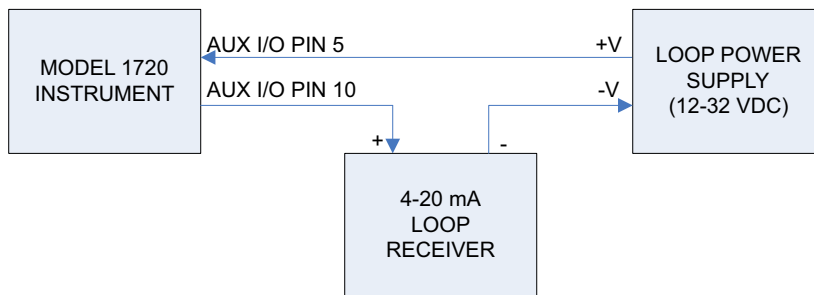 MODEL 1720
INSTRUMENT
AUX I/O PIN 5
+V
LOOP POWER
SUPPLY
(12-32 VDC)
AUX I/O PIN 10
-V
+
-
4-20 mA
LOOP
RECEIVER